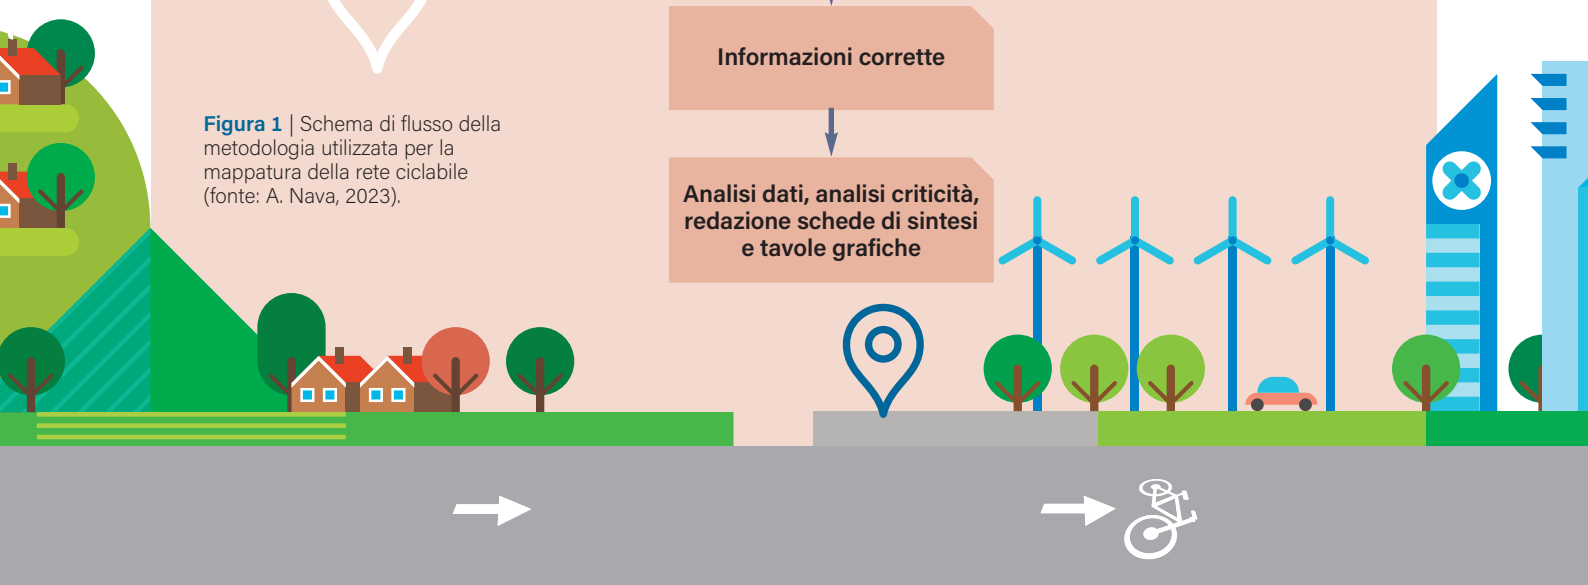 Informazioni corrette
Figura 1 | Schema di flusso della
metodologia utilizzata per la
mappatura della rete ciclabile
(fonte: A. Nava, 2023).
Analisi dati, analisi criticità,
redazione schede di sintesi
e tavole grafiche